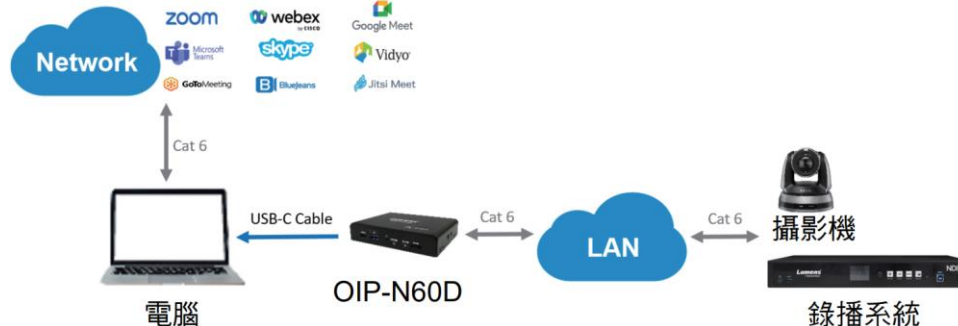 zoom
webex
by CISCO
Google Meet
Network
Microsoft
Teams
skype
Vidyo
GoToMeeting
B Bluejeans
Jitsi Meet
Cat 6
USB-C Cable
Cat 6
LAN
Cat 6
攝影機
OIP-N60D
Lumens
NDI
電腦
錄播系統